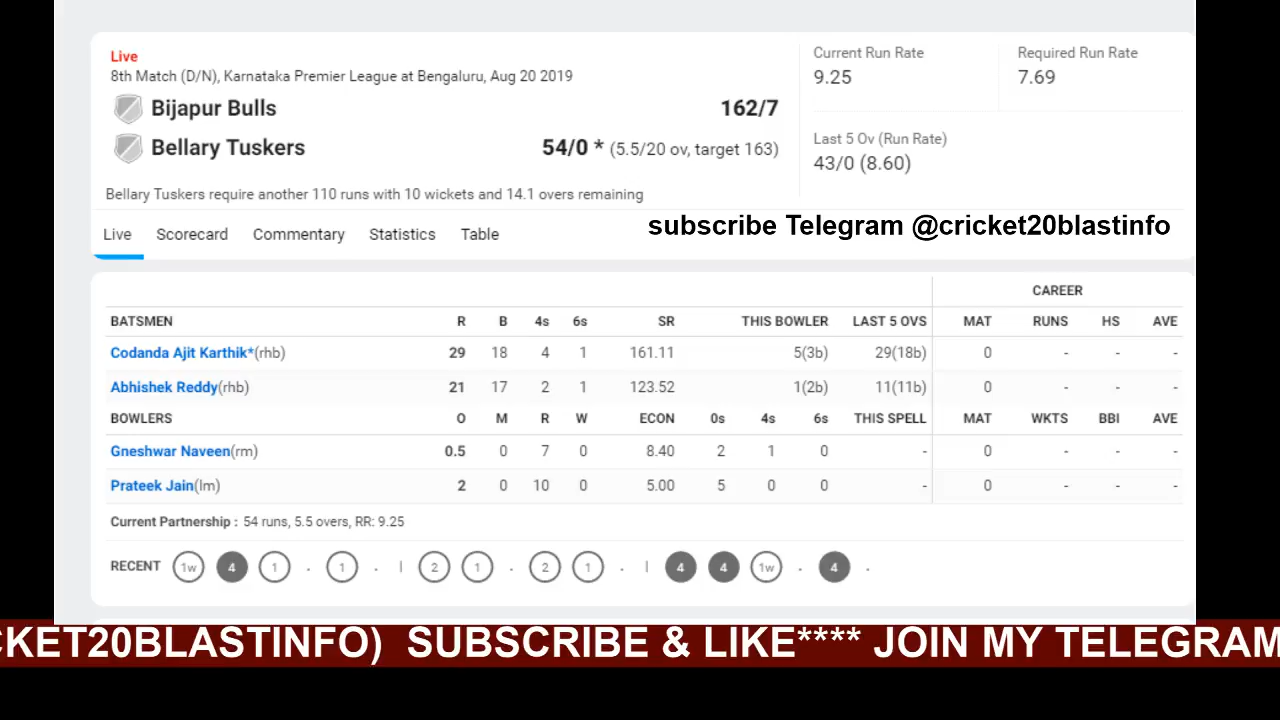 Live
8th Match (D/N), Karnataka Premier League at Bengaluru, Aug 20 2019
Bijapur Bulls 162/7
Bellary Tuskers 54/0 * (5.5/20 ov, target 163)
Bellary Tuskers require another 110 runs with 10 wickets and 14.1 overs remaining
Current Run Rate Required Run Rate
9.25 7.69
Last 5 Ov (Run Rate)
43/0 (8.60)
subscribe Telegram @cricket20blastinfo
Live Scorecard Commentary Statistics Table
CAREER
BATSMEN R B 4s 6s SR THIS BOWLER LAST 5 OVS MAT RUNS HS AVE
Codanda Ajit Karthik*(rhb) 29 18 4 1 161.11 5(3b) 29(18b) 0 - - -
Abhishek Reddy(rhb) 21 17 2 1 123.52 1(2b) 11(11b) 0 - - -
BOWLERS O M R W ECON 0s 4s 6s THIS SPELL MAT WKTS BBI AVE
Gneshwar Naveen(rm) 0.5 0 7 0 8.40 2 1 0 - 0 - - -
Prateek Jain(lm) 2 0 10 0 5.00 5 0 0 - 0 - - -
Current Partnership : 54 runs, 5.5 overs, RR: 9.25
RECENT 1w 4 1 . 1 . | 2 1 . 2 1 . | 4 4 1w . 4 .
CKET20BLASTINFO) SUBSCRIBE & LIKE**** JOIN MY TELEGRAM